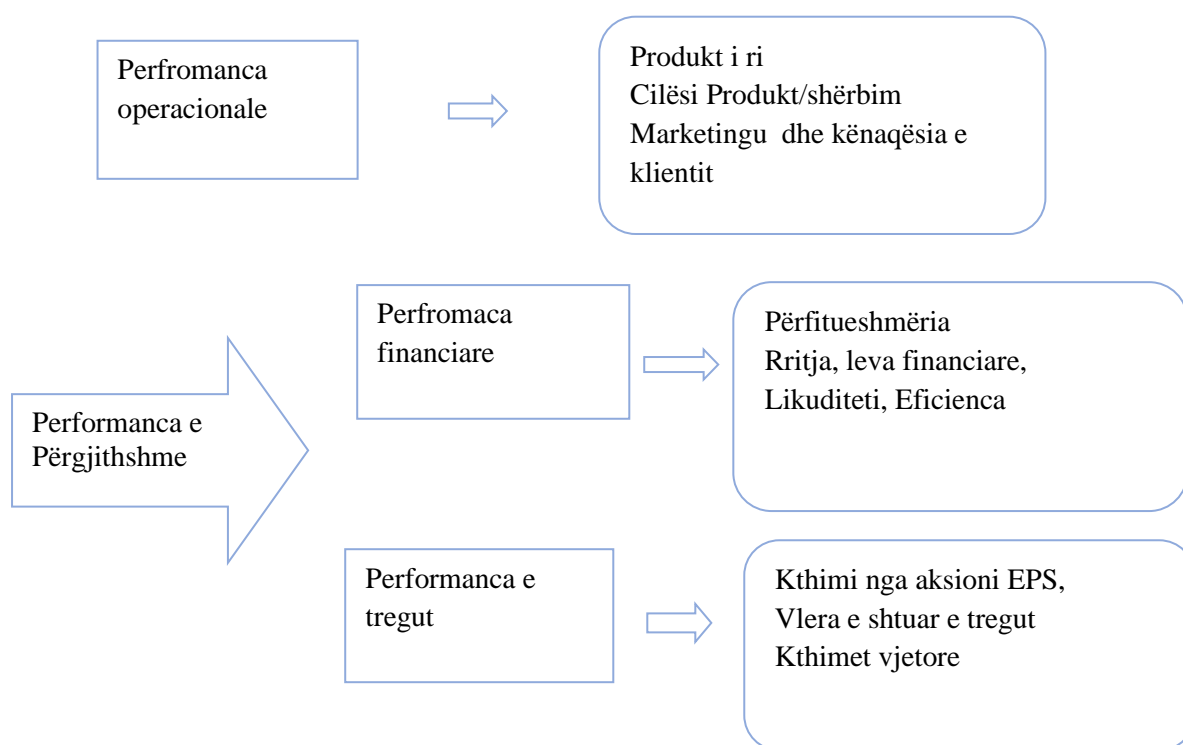 Perfromanca
operacionale
Produkt i ri
Cilësi Produkt/shërbim
Marketingu  dhe kënaqësia e
klientit
Performanca e
Përgjithshme
Perfromaca
financiare
Përfitueshmëria
Rritja, leva financiare,
Likuditeti, Eficienca
Performanca e
tregut
Kthimi nga aksioni EPS,
Vlera e shtuar e tregut
Kthimet vjetore